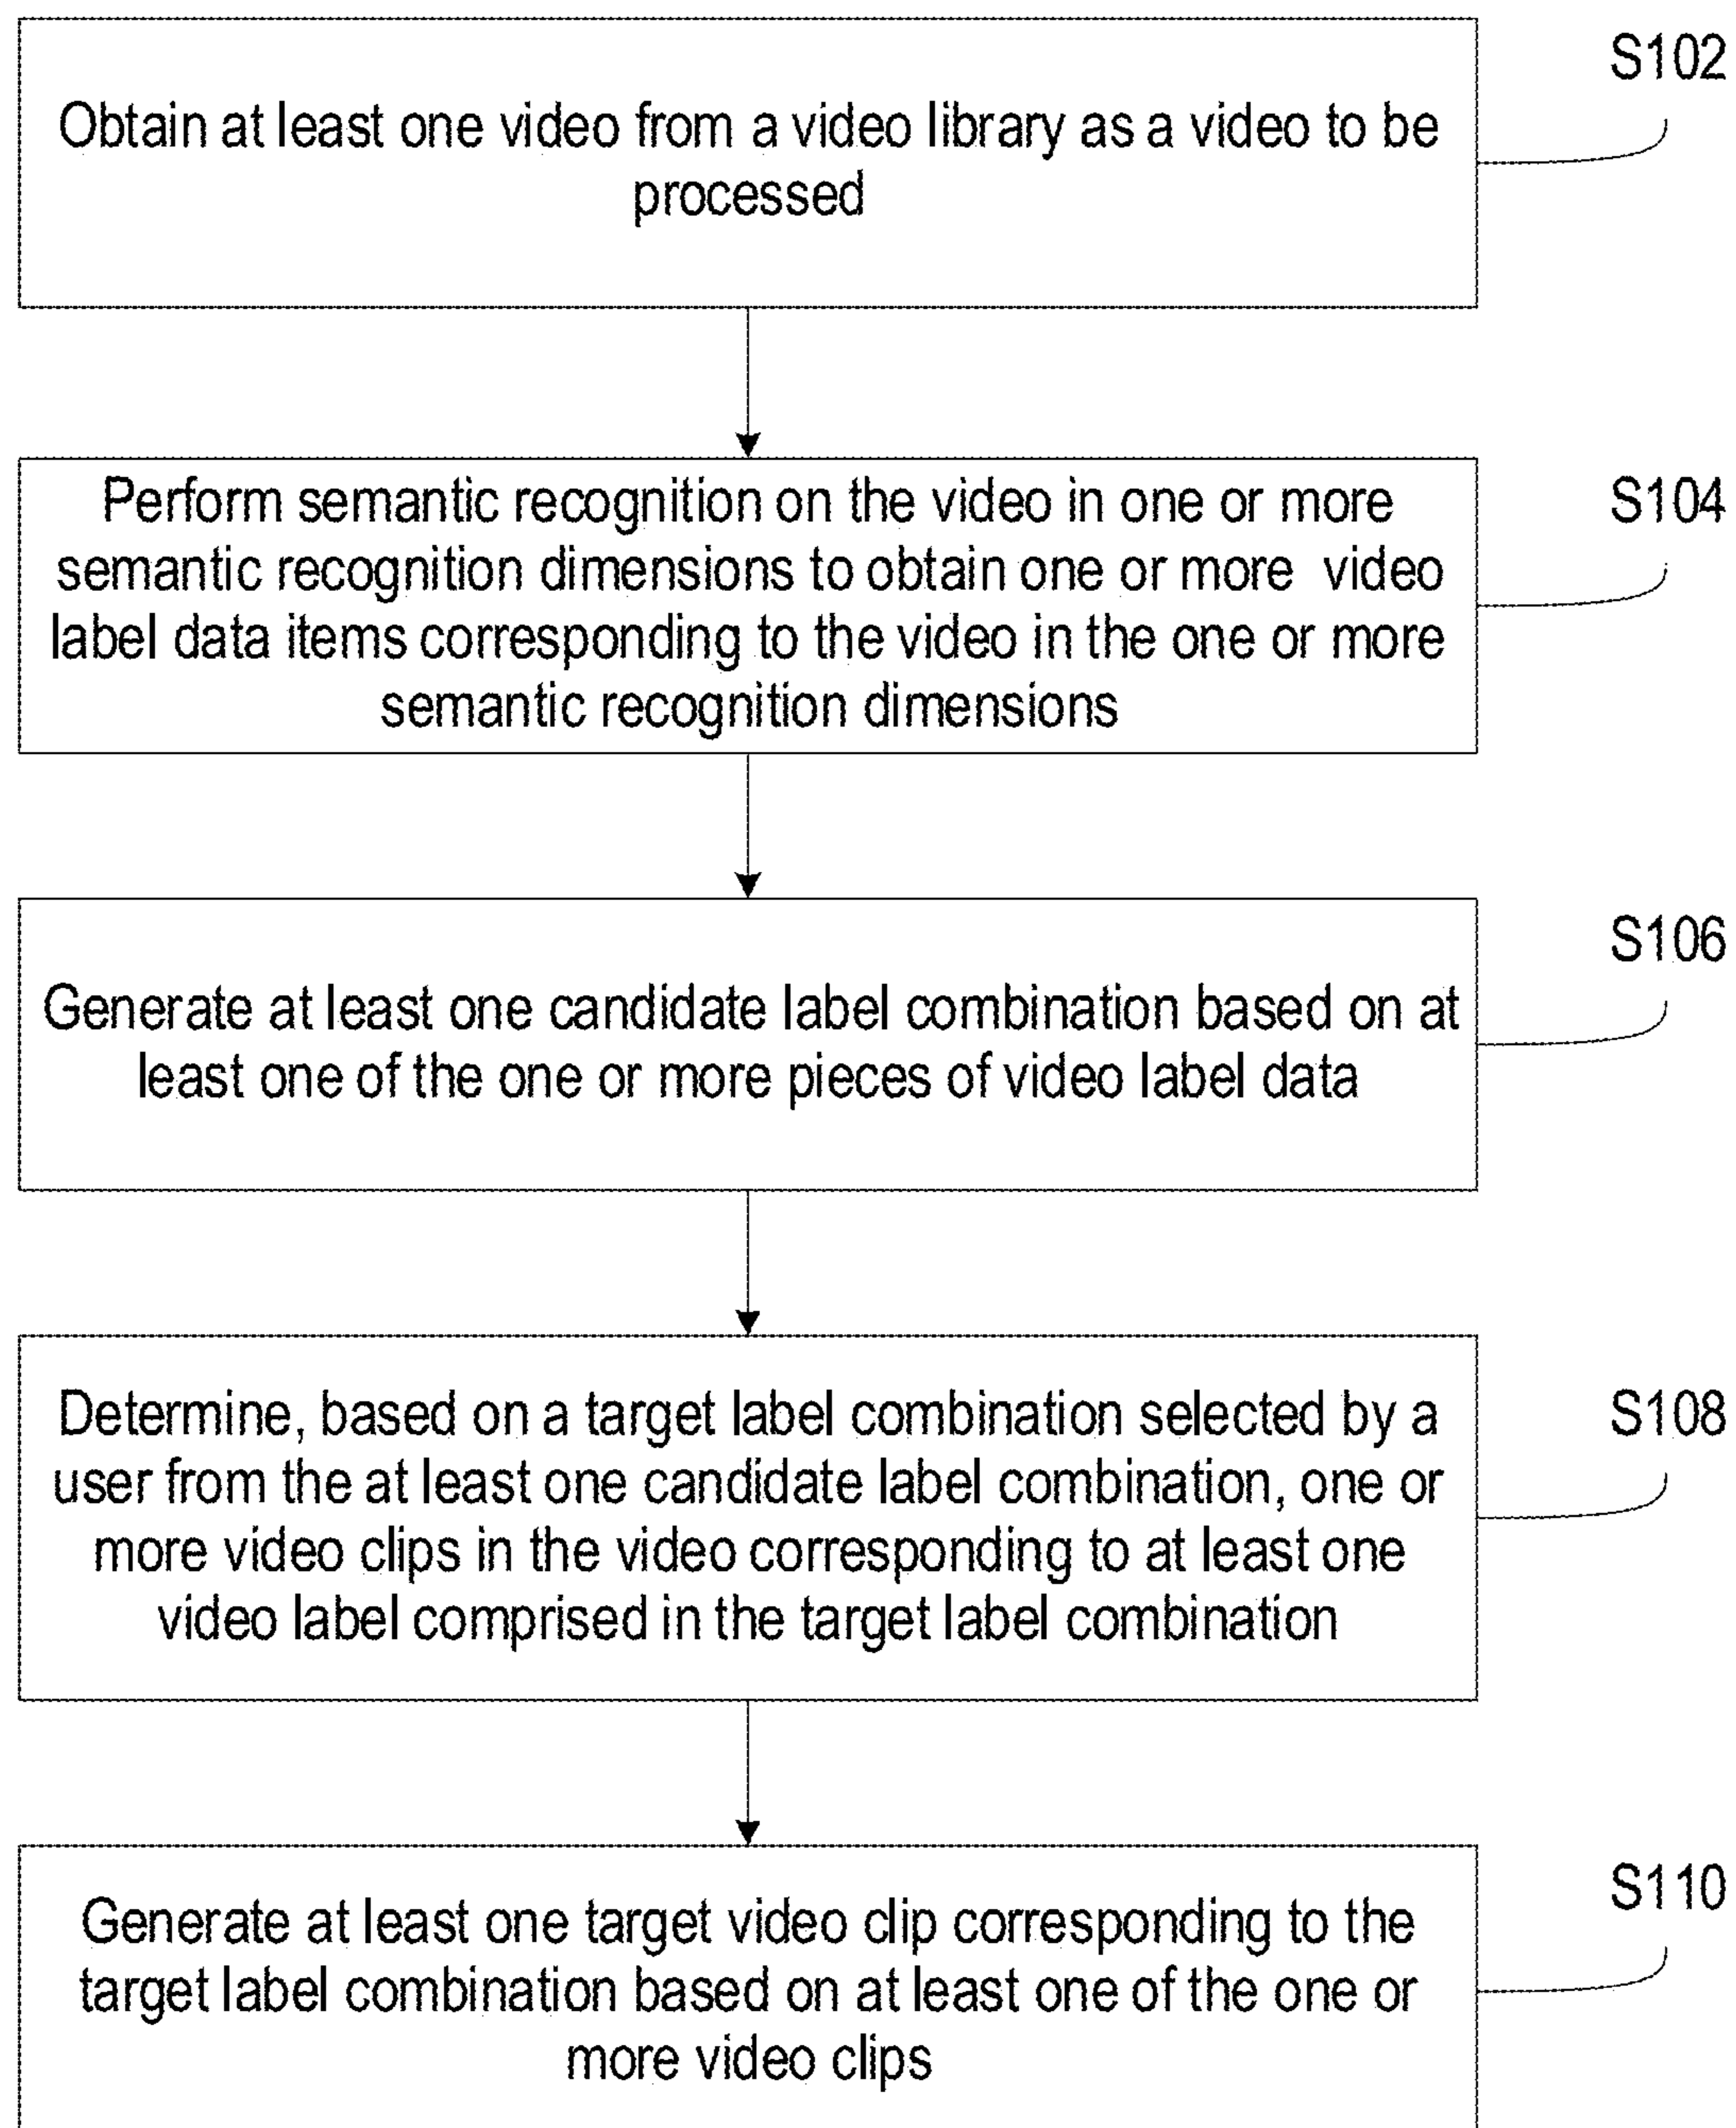 S102
Obtain at least one video from a video library as a video to be
processed
S104
Perform semantic recognition on the video in one or more
semantic recognition dimensions to obtain one or more video
label data items corresponding to the video in the one or more
semantic recognition dimensions
S106
Generate at least one candidate label combination based on at
least one of the one or more pieces of video label data
S108
Determine, based on a target label combination selected by a
user from the at least one candidate label combination, one or
more video clips in the video corresponding to at least one
video label comprised in the target label combination
S110
Generate at least one target video clip corresponding to the
target label combination based on at least one of the one or
more video clips